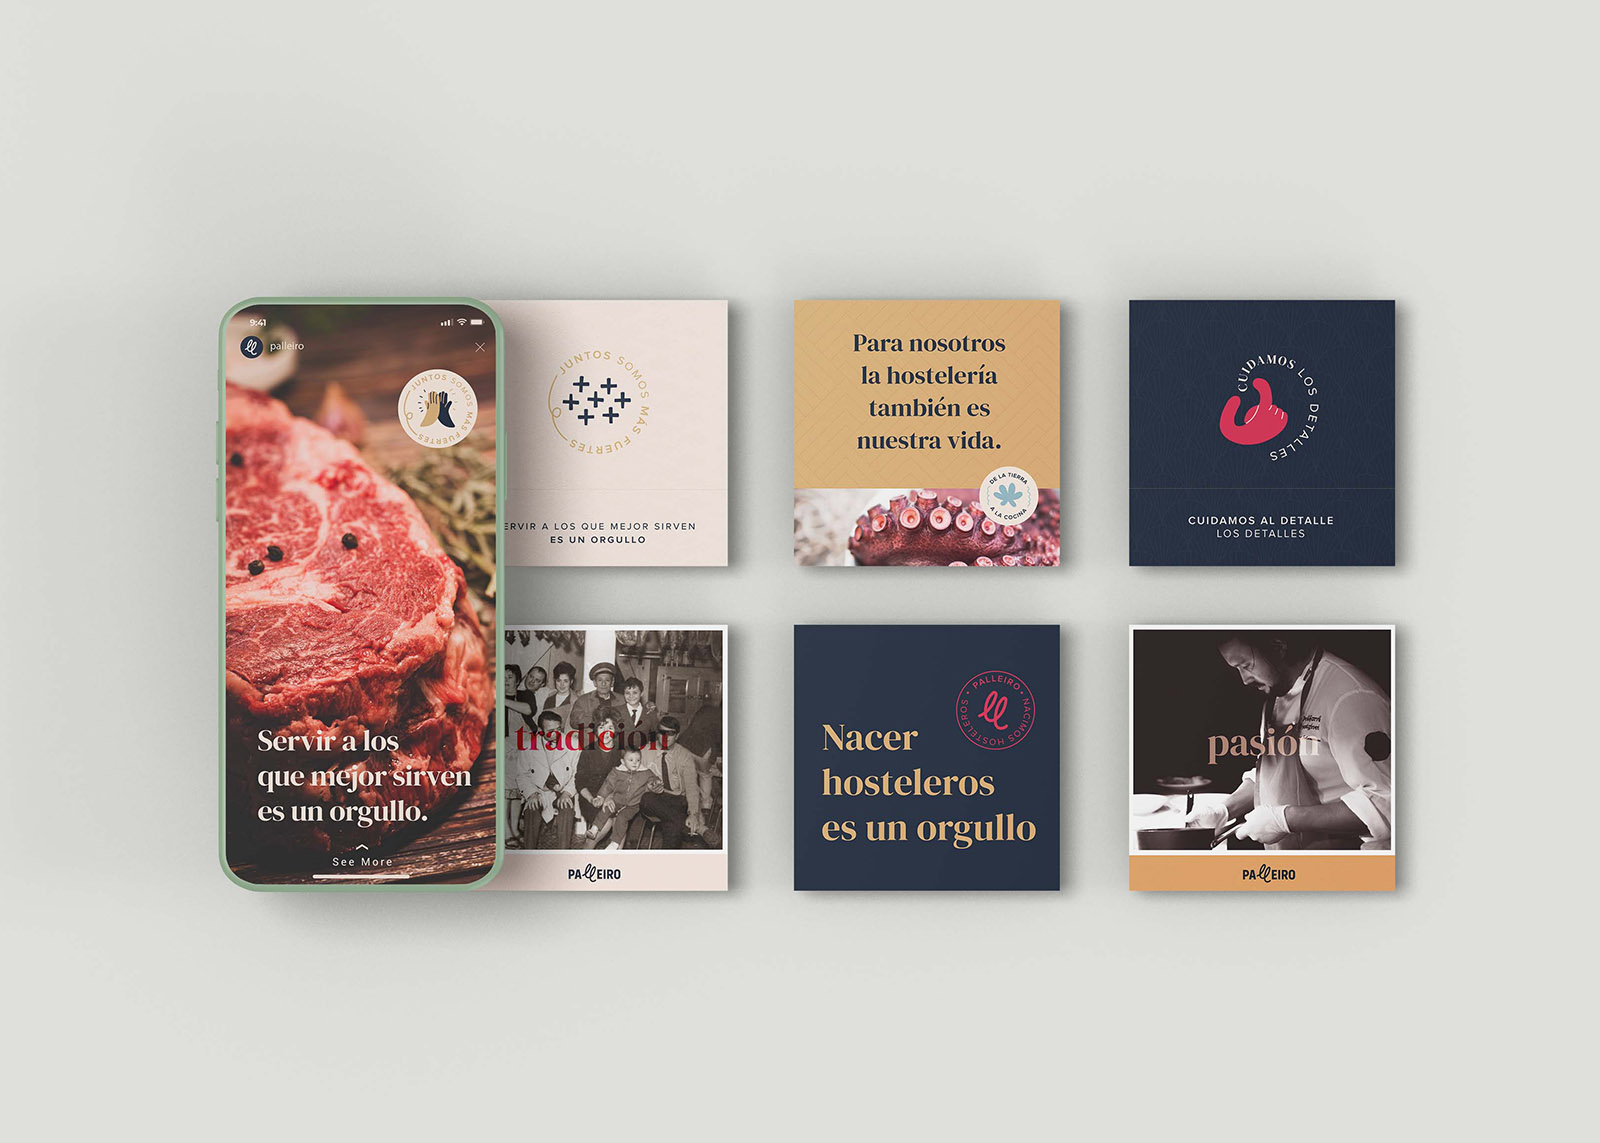 9:41
palleiro
JUNTOS SOMOS MÁS FUERTES
Servir a los
que mejor sirven
es un orgullo.
See More
JUNTOS SOMOS MÁS FUERTES
ERVIR A LOS QUE MEJOR SIRVEN
ES UN ORGULLO
Para nosotros
la hostelería
también es
nuestra vida.
DE LA TIERRA
A LA COCINA
CUIDAMOS LOS DETALLES
CUIDAMOS AL DETALLE
LOS DETALLES
tradición
PALLEIRO
PALLEIRO • NACIMOS HOSTELEROS •
ll
Nacer
hosteleros
es un orgullo
pasión
PALLEIRO